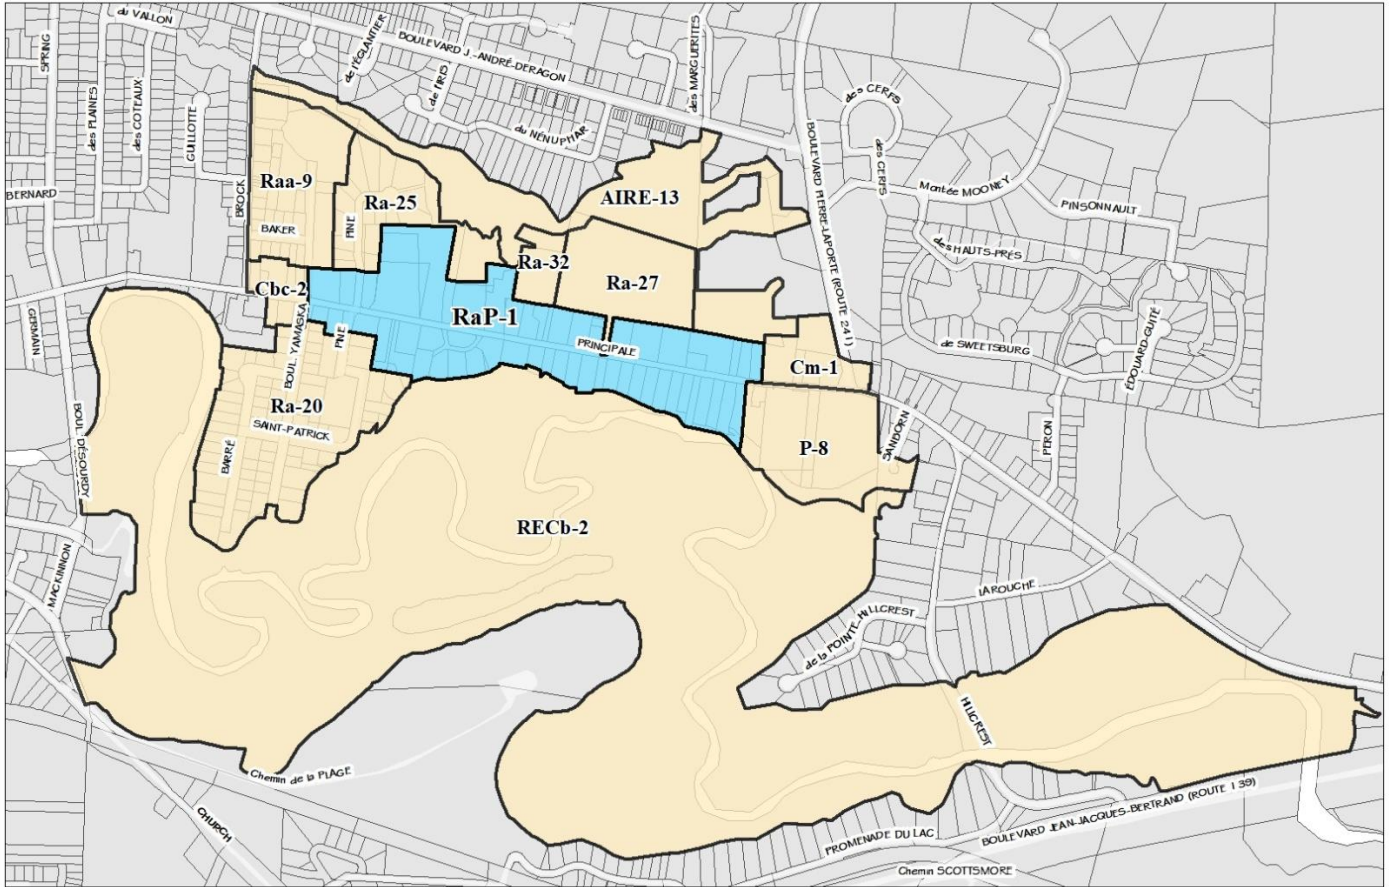 du VALLON
SPRING
des PLAINES
des COTEAUX
GUILLOTTE
de l'ÉGLANTIER
BOULEVARD J.-ANDRÉ-DERAGON
de l'IRIS
du NÉNUPHAR
des MARGUERITES
des CERFS
des CERFS
BOULEVARD PIERRE-LAPORTE (ROUTE 241)
Montée MOONEY
PINSONNAULT
BERNARD
BROCK
Raa-9
Ra-25
AIRE-13
BAKER
PINE
des HAUTS-PRÉS
Ra-32
Ra-27
Cbc-2
RaP-1
GERMAIN
BOUL. YAMASKA
PINE
PRINCIPALE
de SWEETSBURG
ÉDOUARD-GUITÉ
Cm-1
Ra-20
SAINT-PATRICK
BARRÉ
BOUL. DÉSOURDY
P-8
SANDORN
PERON
RECb-2
MACKINNON
LAROUCHE
de la POINTE-HILLCREST
HILLCREST
Chemin de la PLAGE
CHURCH
PROMENADE DU LAC
BOULEVARD JEAN-JACQUES-BERTRAND (ROUTE 139)
Chemin SCOTTSMORE